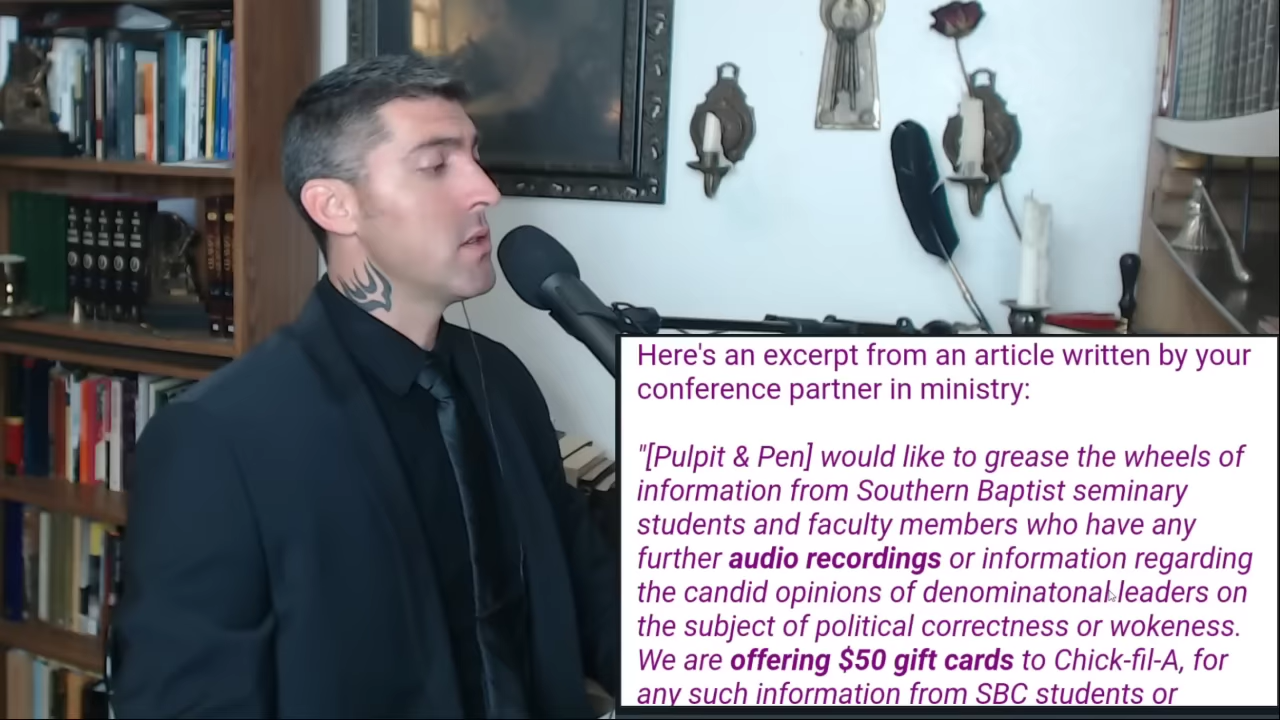 Here's an excerpt from an article written by your
conference partner in ministry:
"[Pulpit & Pen] would like to grease the wheels of
information from Southern Baptist seminary
students and faculty members who have any
further audio recordings or information regarding
the candid opinions of denominatonal leaders on
the subject of political correctness or wokeness.
We are offering $50 gift cards to Chick-fil-A, for
any such information from SBC students or